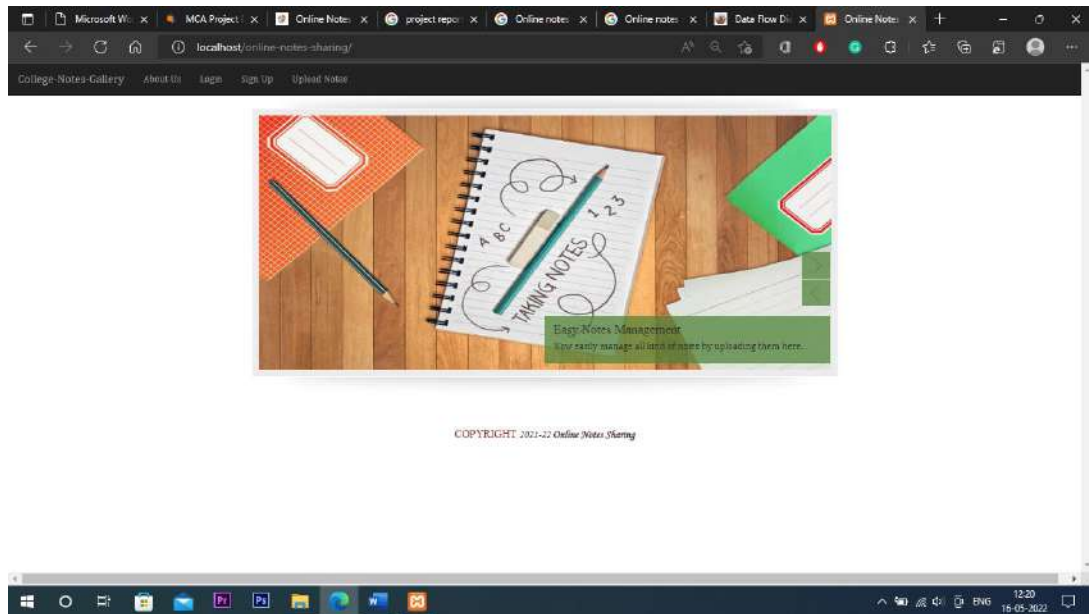 Microsoft Wo
MCA Project
Online Notes
project repor
Online notes
Online notes
Data Flow Di
Online Notes
localhost/online-notes-sharing/
College-Notes-Gallery About Us Login Sign Up Upload Notes
A B C
1 2 3
TAKING NOTES
Easy-Notes Management
Now easily manage all kind of notes by uploading them here.
COPYRIGHT 2021-22 Online Notes Sharing
Pr Ps
ENG
12:20
16-05-2022